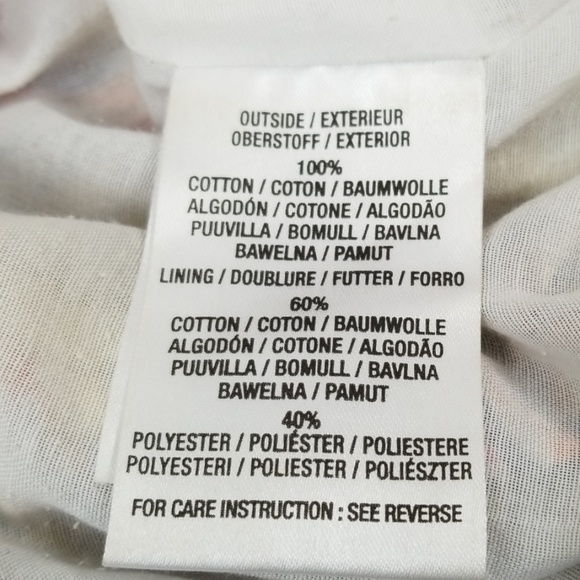 OUTSIDE / EXTERIEUR
OBERSTOFF / EXTERIOR
100%
COTTON / COTON / BAUMWOLLE
ALGODÓN / COTONE / ALGODÃO
PUUVILLA / BOMULL / BAVLNA
BAWELNA / PAMUT
LINING / DOUBLURE / FUTTER / FORRO
60%
COTTON / COTON / BAUMWOLLE
ALGODÓN / COTONE / ALGODÃO
PUUVILLA / BOMULL / BAVLNA
BAWELNA / PAMUT
40%
POLYESTER / POLIÉSTER / POLIESTERE
POLYESTERI / POLIESTER / POLIÉSZTER
FOR CARE INSTRUCTION : SEE REVERSE